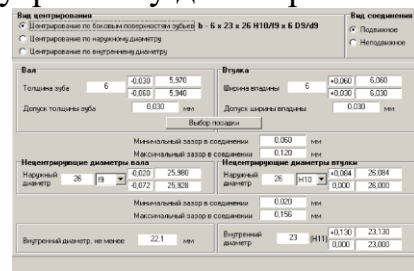 Вид центрирования
Центрирование по боковым поверхностям зубьев b - 6 x 23 x 26 H10/f9 x 6 D9/d9
Центрирование по наружному диаметру
Центрирование по внутреннему диаметру
Вид соединения
Подвижное
Неподвижное
Вал
Толщина зуба 6 -0,030 5,970
-0,060 5,940
Допуск толщины зуба 0,030 мм
Втулка
Ширина впадины 6 +0,060 6,060
+0,030 6,030
Допуск ширины впадины 0,030 мм
Выбор посадки
Минимальный зазор в соединении 0,060 мм
Максимальный зазор в соединении 0,120 мм
Нецентрирующие диаметры вала
Наружный диаметр 26 f9 -0,020 25,980
-0,072 25,928
Нецентрирующие диаметры втулки
Наружный диаметр 26 H10 +0,084 26,084
0,000 26,000
Минимальный зазор в соединении 0,020 мм
Максимальный зазор в соединении 0,156 мм
Внутренний диаметр, не менее 22,1 мм
Внутренний диаметр 23 (H11) +0,130 23,130
0,000 23,000